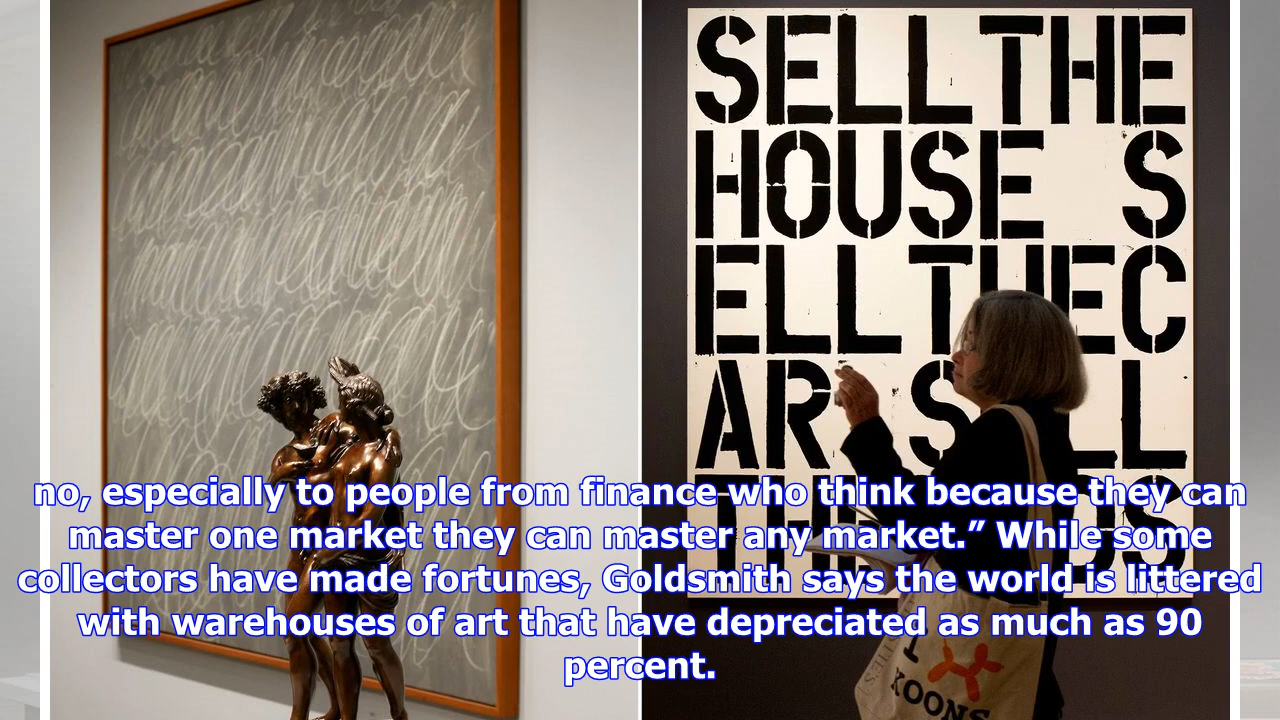 SELL THE
HOUSE S
ELL THEC
AR SELL
no, especially to people from finance who think because they can
master one market they can master any market.” While some
collectors have made fortunes, Goldsmith says the world is littered
with warehouses of art that have depreciated as much as 90
percent.
I
KOONS